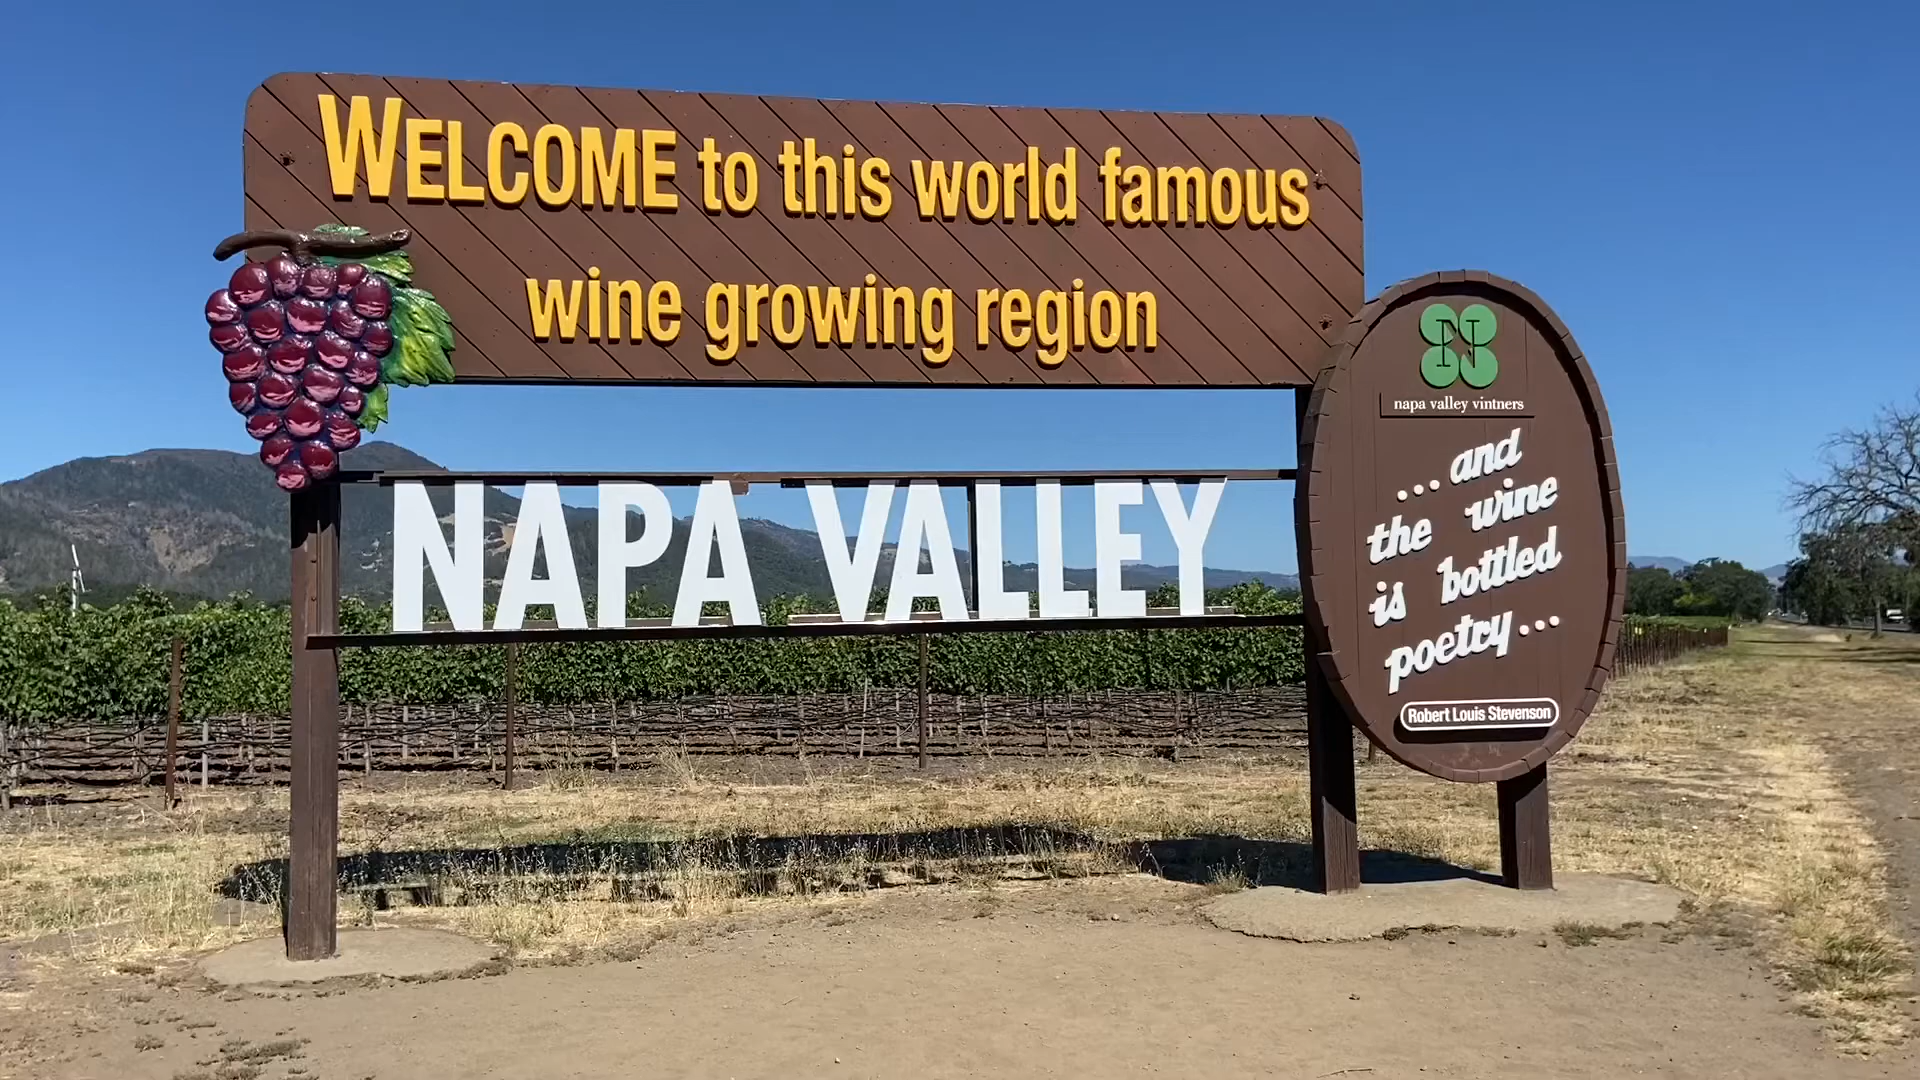 WELCOME to this world famous
wine growing region
NAPA VALLEY
N
napa valley vintners
... and
the wine
is bottled
poetry...
Robert Louis Stevenson